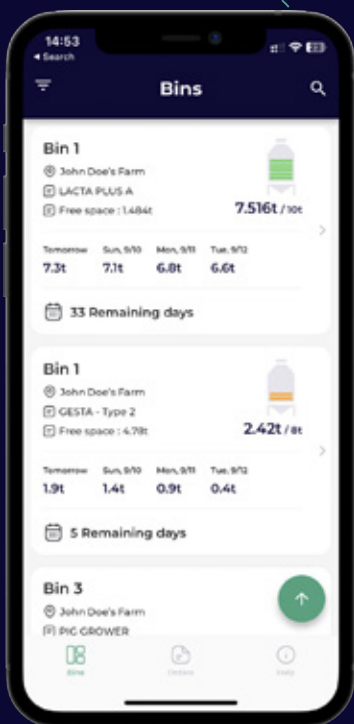 14:53
Search
Bins
Bin 1
John Doe's Farm
LACTA PLUS A
Free space : 1.484t
7.516t / 10t
Tomorrow Sun, 9/10 Mon, 9/11 Tue, 9/12
7.3t 7.1t 6.8t 6.6t
33 Remaining days
Bin 1
John Doe's Farm
GESTA - Type 2
Free space : 4.78t
2.42t / 8t
Tomorrow Sun, 9/10 Mon, 9/11 Tue, 9/12
1.9t 1.4t 0.9t 0.4t
5 Remaining days
Bin 3
John Doe's Farm
PIG GROWER
Bins